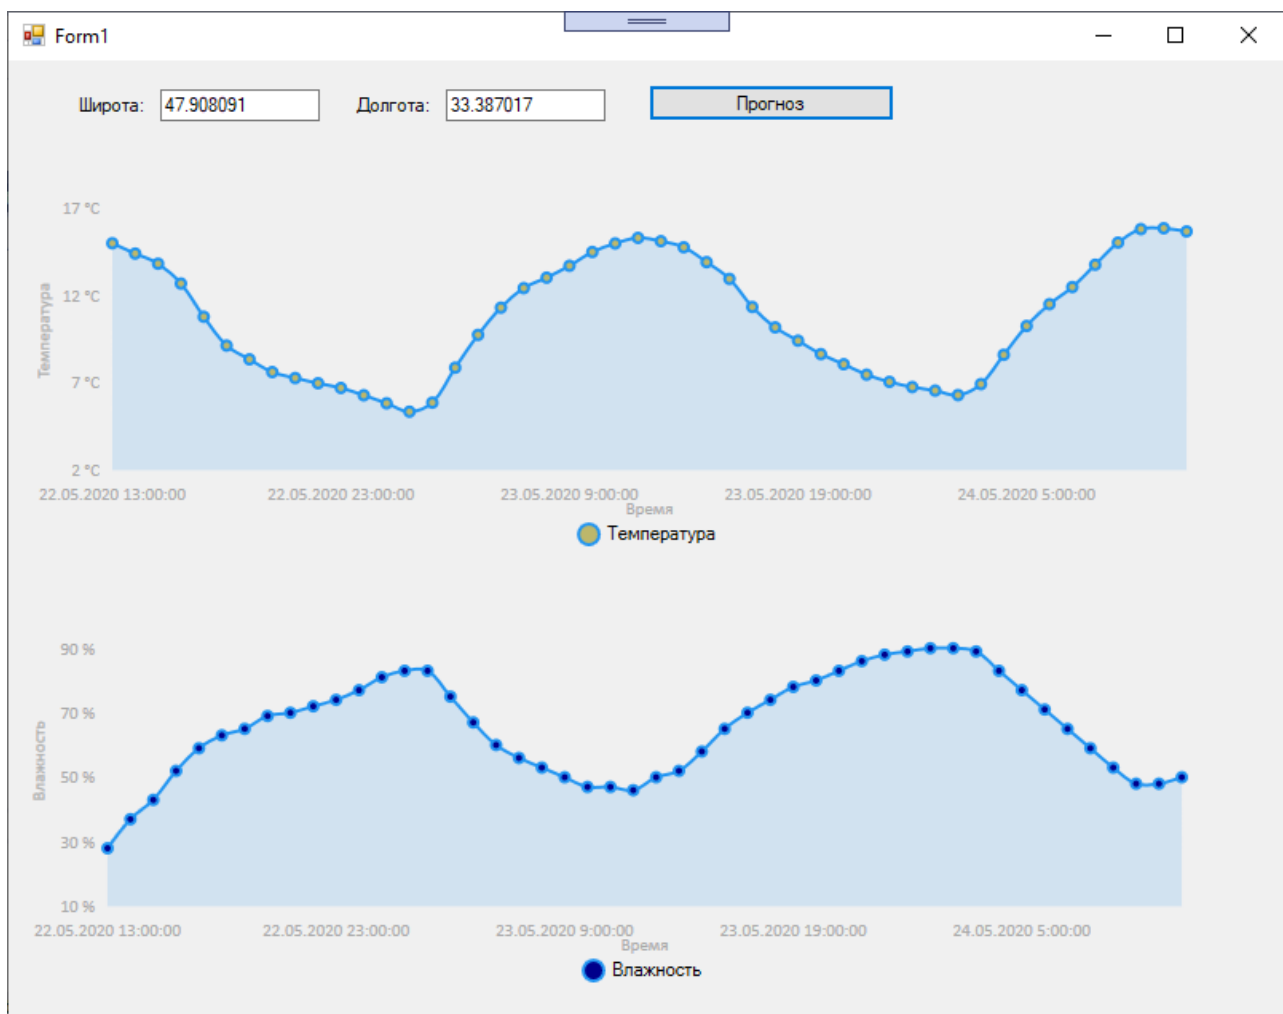 Form1
Широта: 47.908091 Долгота: 33.387017 Прогноз
17 °C
12 °C
7 °C
2 °C
Температура
22.05.2020 13:00:00 22.05.2020 23:00:00 23.05.2020 9:00:00 23.05.2020 19:00:00 24.05.2020 5:00:00
Время
Температура
90 %
70 %
50 %
30 %
10 %
Влажность
22.05.2020 13:00:00 22.05.2020 23:00:00 23.05.2020 9:00:00 23.05.2020 19:00:00 24.05.2020 5:00:00
Время
Влажность